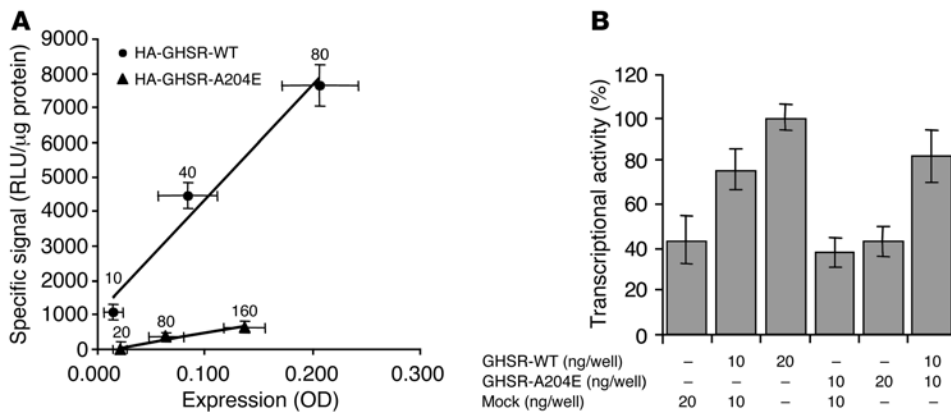 A
Specific signal (RLU/µg protein)
9000
8000
7000
6000
5000
4000
3000
2000
1000
0
HA-GHSR-WT
HA-GHSR-A204E
80
40
10
20
80
160
0.000
0.100
0.200
0.300
Expression (OD)
B
Transcriptional activity (%)
120
100
80
60
40
20
0
GHSR-WT (ng/well) – 10 20 – – 10
GHSR-A204E (ng/well) – – – 10 20 10
Mock (ng/well) 20 10 – 10 – –